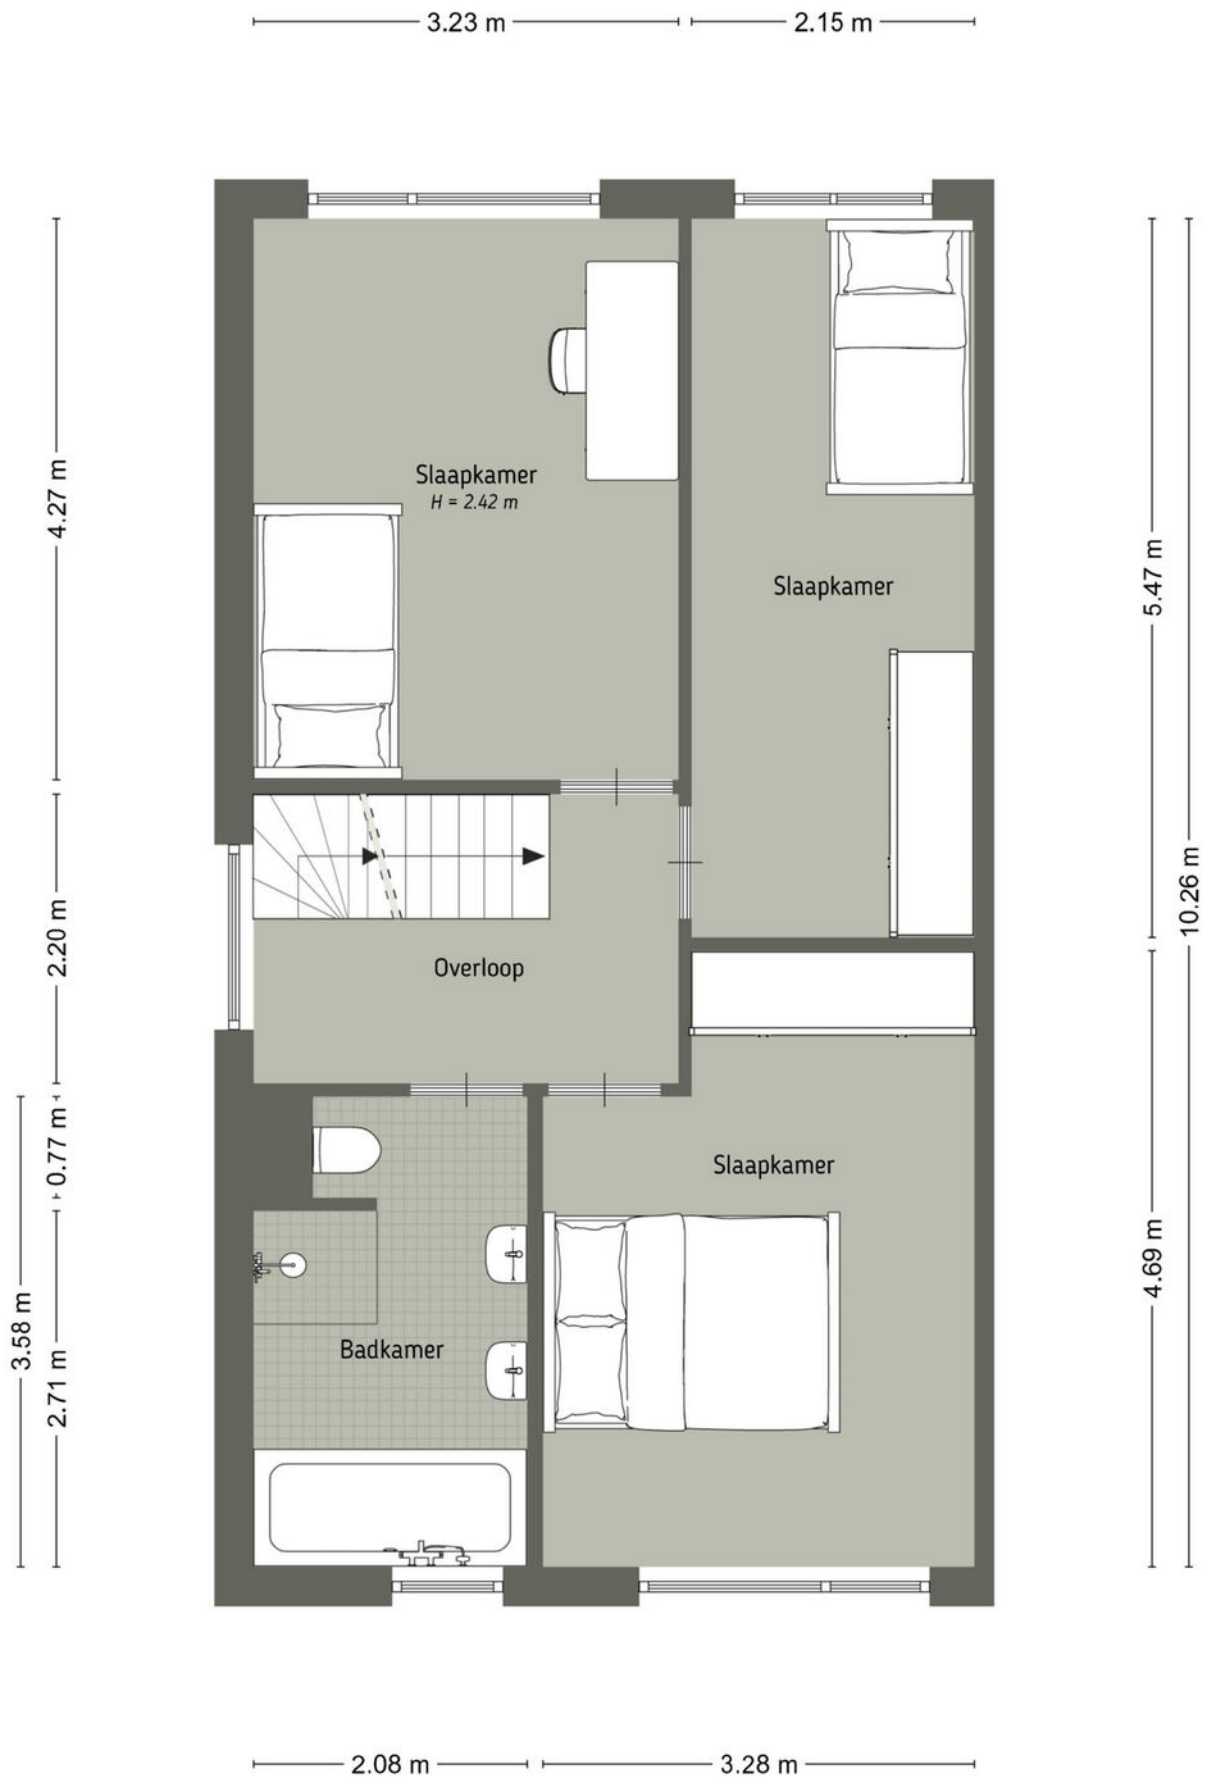 3.23 m
2.15 m
4.27 m
Slaapkamer
H = 2.42 m
Slaapkamer
5.47 m
10.26 m
2.20 m
Overloop
0.77 m
Slaapkamer
4.69 m
3.58 m
2.71 m
Badkamer
2.08 m
3.28 m